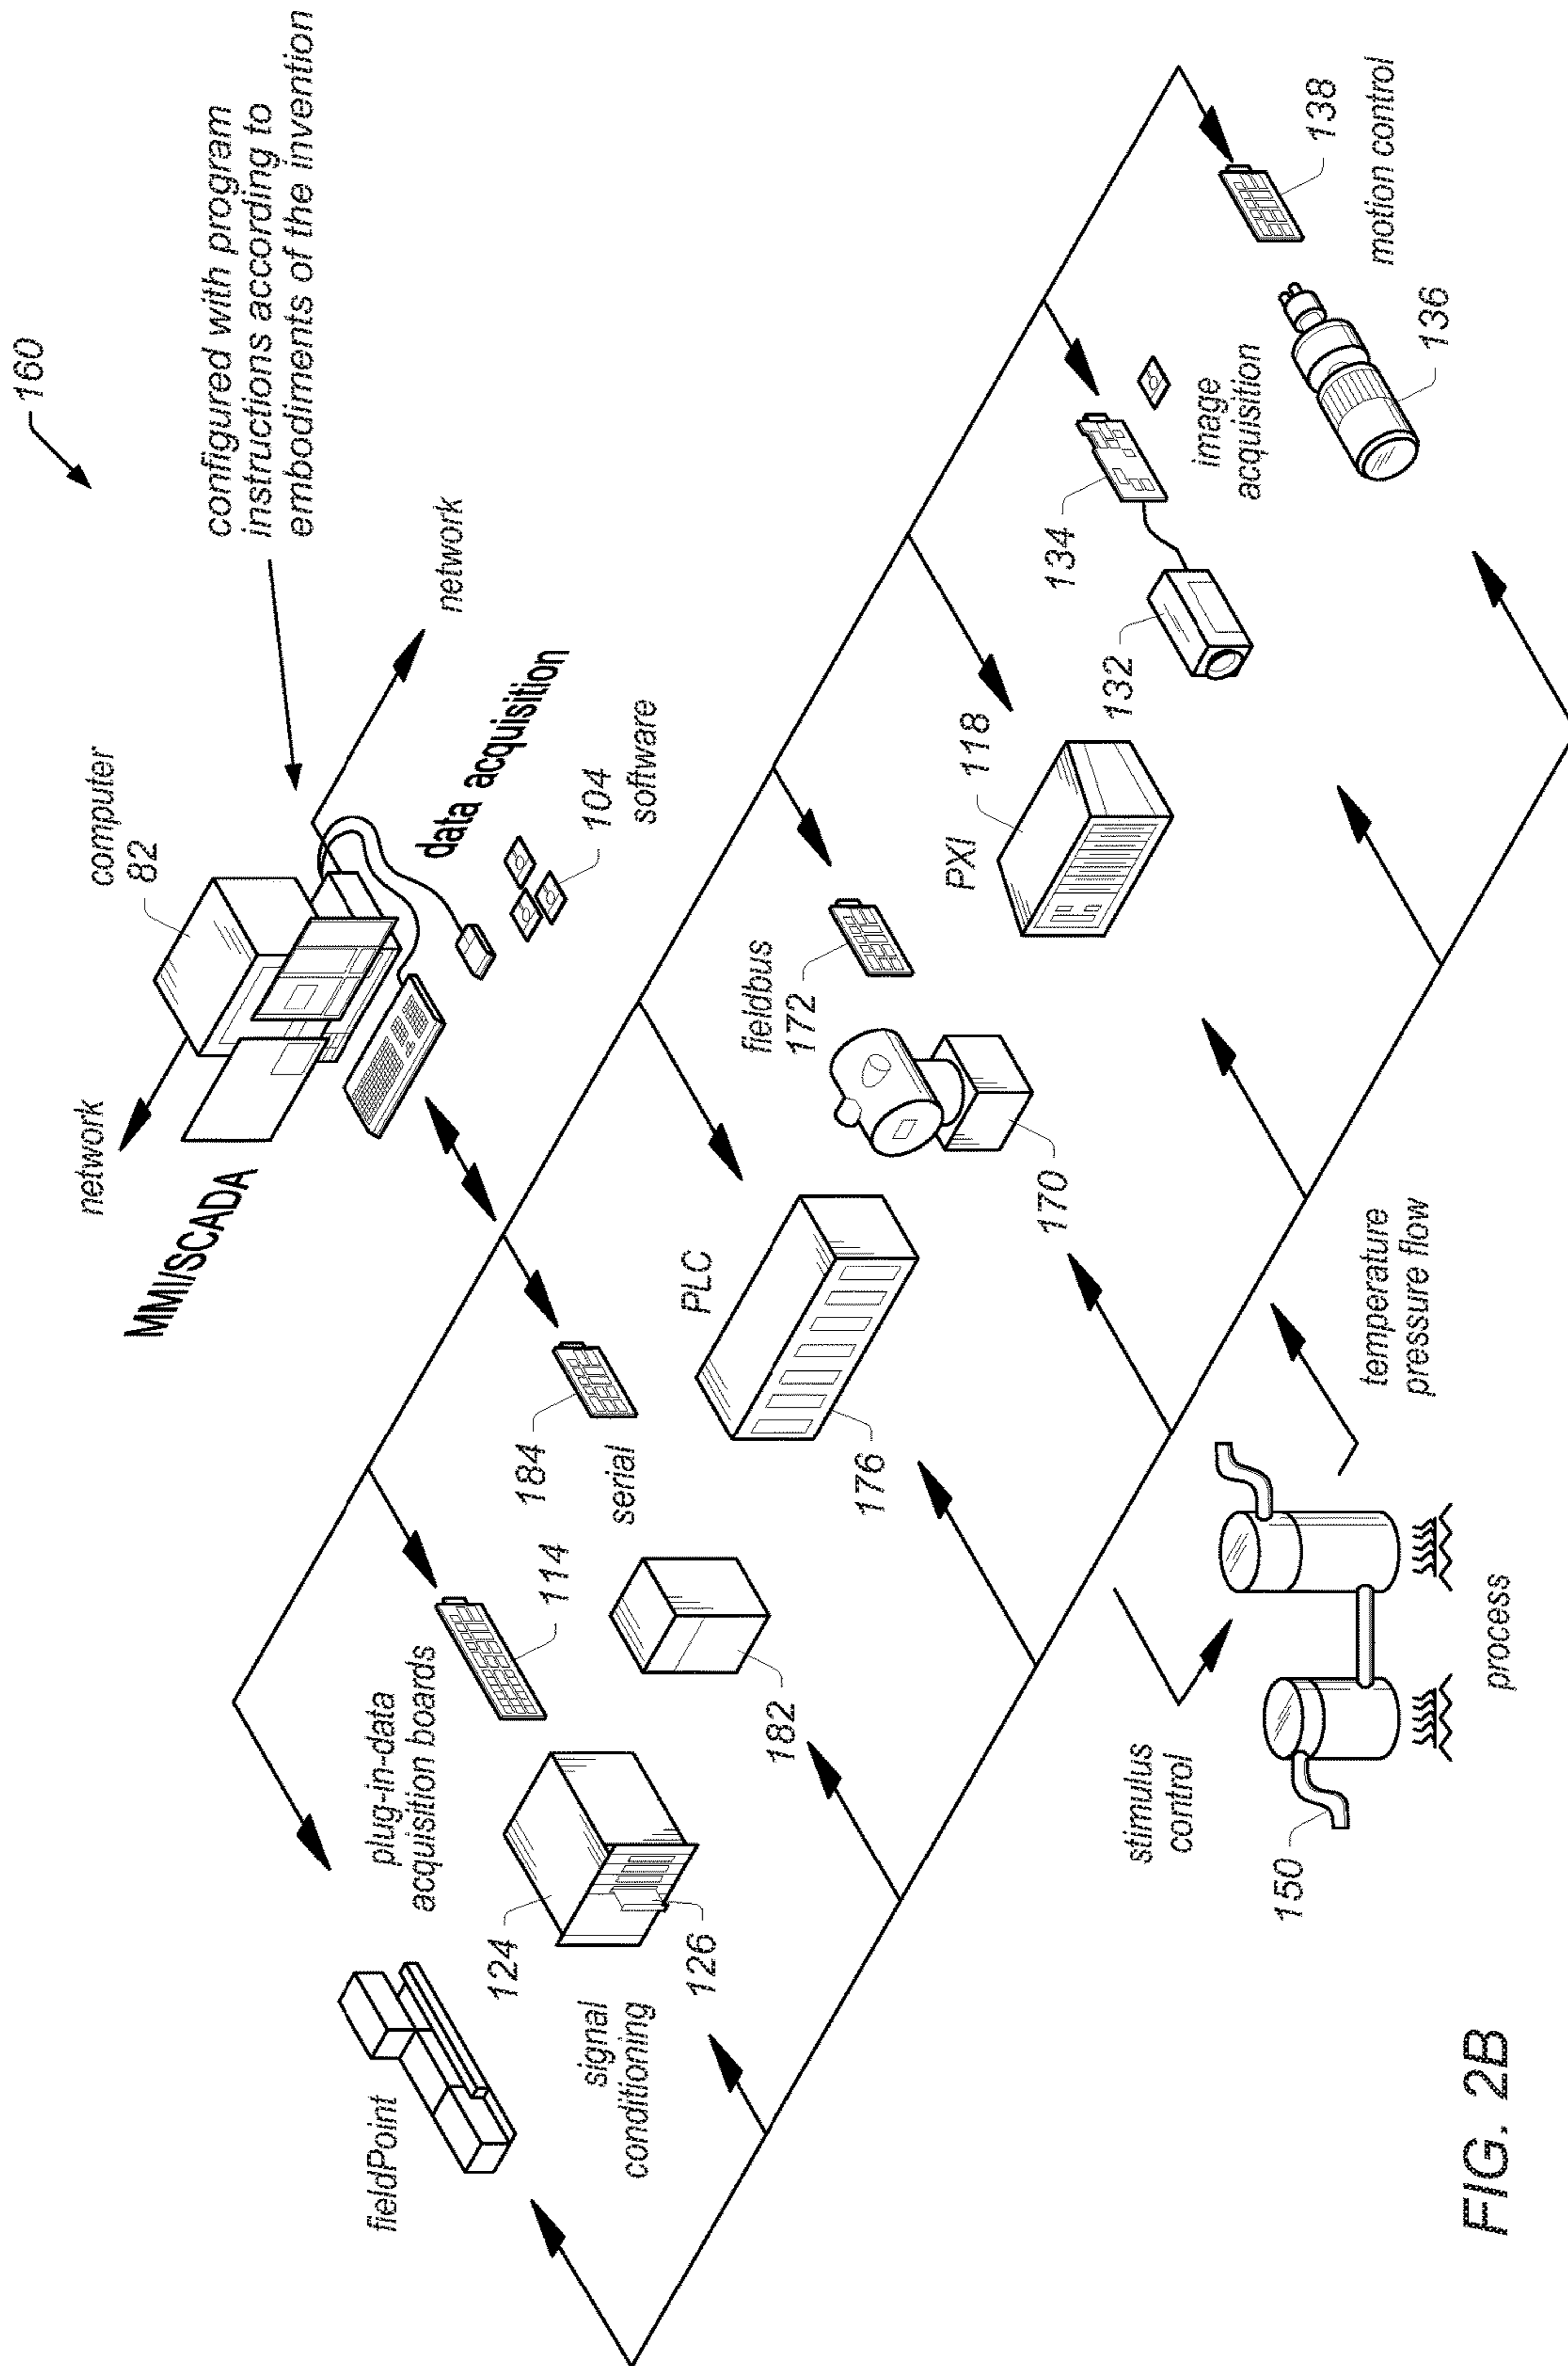 160
configured with program
instructions according to
embodiments of the invention
computer
82
network
network
MMI/SCADA
data acquisition
104
software
fieldPoint
plug-in-data
acquisition boards
114
124
126
signal
conditioning
184
serial
182
PLC
176
fieldbus
172
170
PXI
118
134
132
image
acquisition
138
motion control
136
stimulus
control
150
process
temperature
pressure flow
FIG. 2B